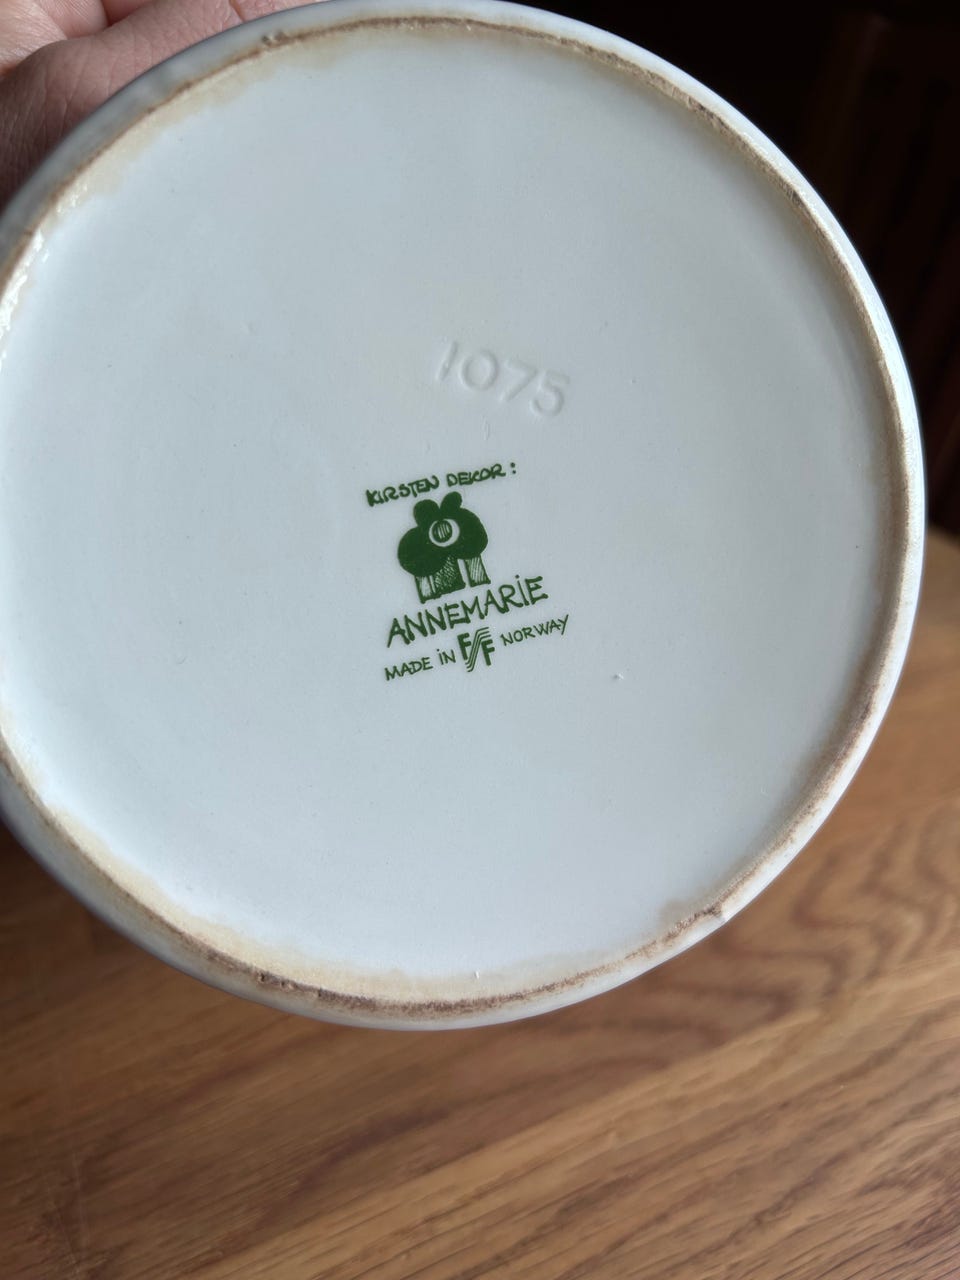 1075
KIRSTEN DEKOR:
ANNEMARIE
MADE IN FF NORWAY